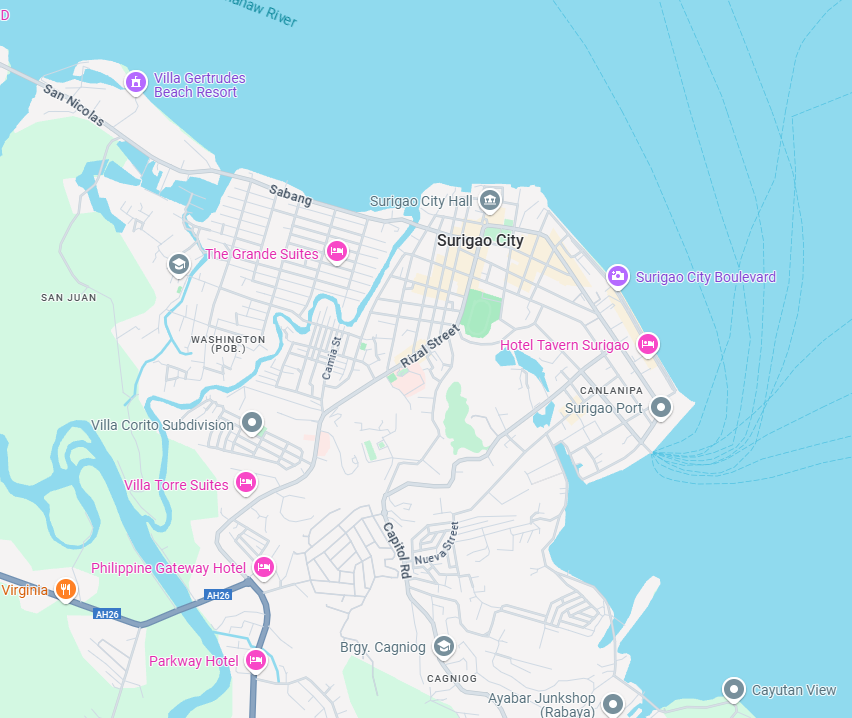 D
San Nicolas
Villa Gertrudes
Beach Resort
Sabang
Surigao City Hall
Surigao City
The Grande Suites
Surigao City Boulevard
SAN JUAN
WASHINGTON
(POB.)
Camia St
Rizal Street
Hotel Tavern Surigao
CANLANIPA
Surigao Port
Villa Corito Subdivision
Villa Torre Suites
Capitol Rd
Nueva Street
Philippine Gateway Hotel
Virginia
AH26
AH26
Parkway Hotel
Brgy. Cagniog
CAGNIOG
Cayutan View
Ayabar Junkshop
(Rabaya)